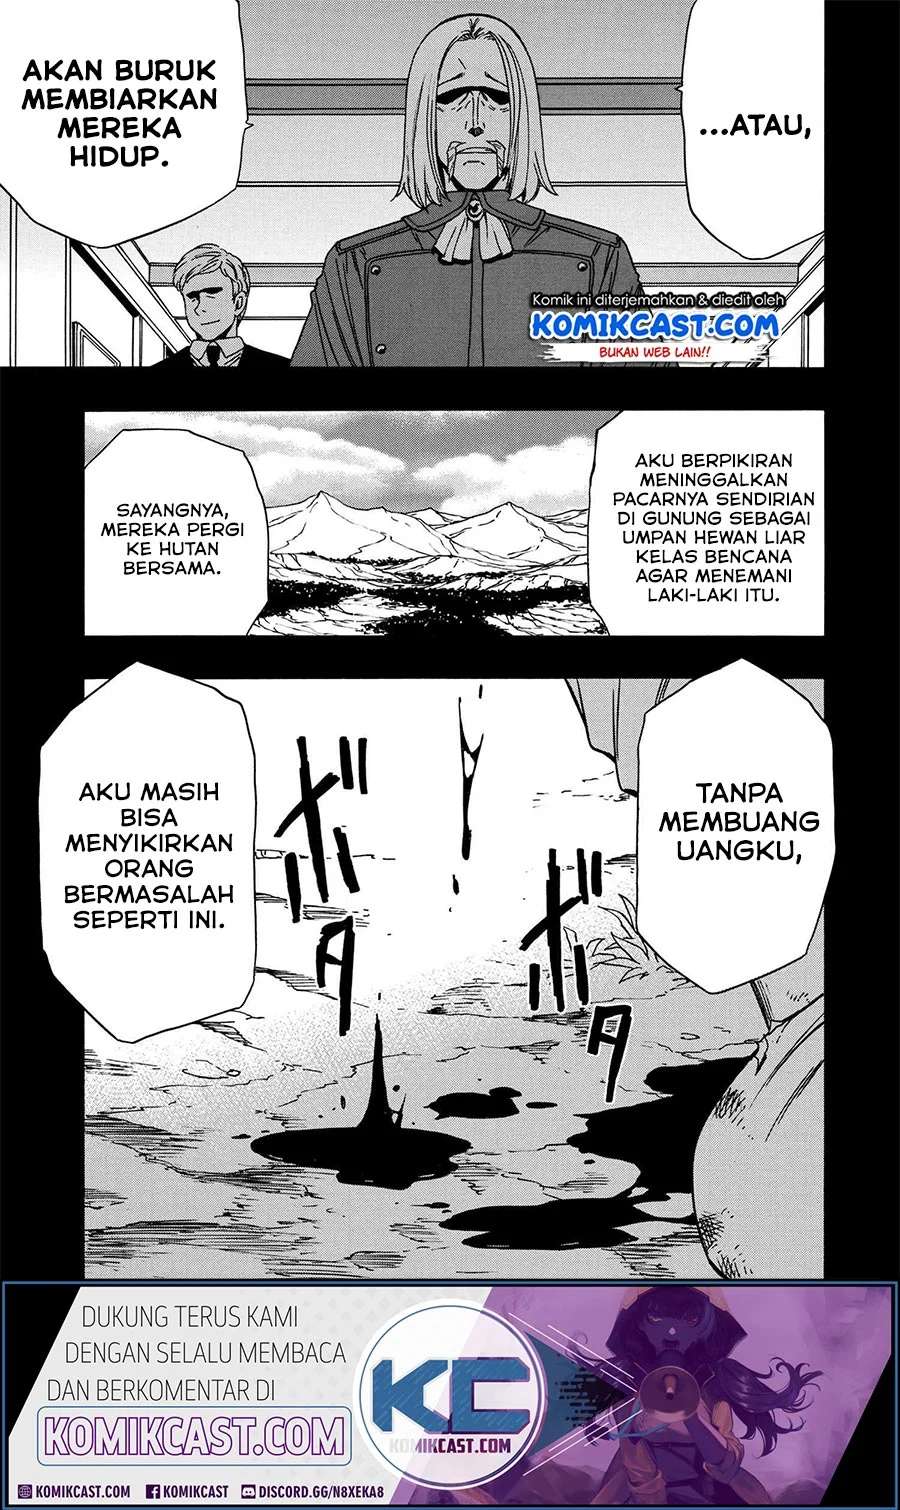 ...ATAU,
AKAN BURUK
MEMBIARKAN
MEREKA
HIDUP.
Komik ini diterjemahkan & diedit oleh
KOMIKCAST.COM
BUKAN WEB LAIN!!
AKU BERPIKIRAN
MENINGGALKAN
PACARNYA SENDIRIAN
DI GUNUNG SEBAGAI
UMPAN HEWAN LIAR
KELAS BENCANA
AGAR MENEMANI
LAKI-LAKI ITU.
SAYANGNYA,
MEREKA PERGI
KE HUTAN
BERSAMA.
TANPA
MEMBUANG
UANGKU,
ボタ
ボタ
AKU MASIH
BISA
MENYIKIRKAN
ORANG
BERMASALAH
SEPERTI INI.
DUKUNG TERUS KAMI
DENGAN SELALU MEMBACA
DAN BERKOMENTAR DI
KOMIKCAST.COM
KC
KOMIKCAST.COM
KOMIKCAST.COM
KOMIKCAST
DISCORD.GG/N8XEKA8